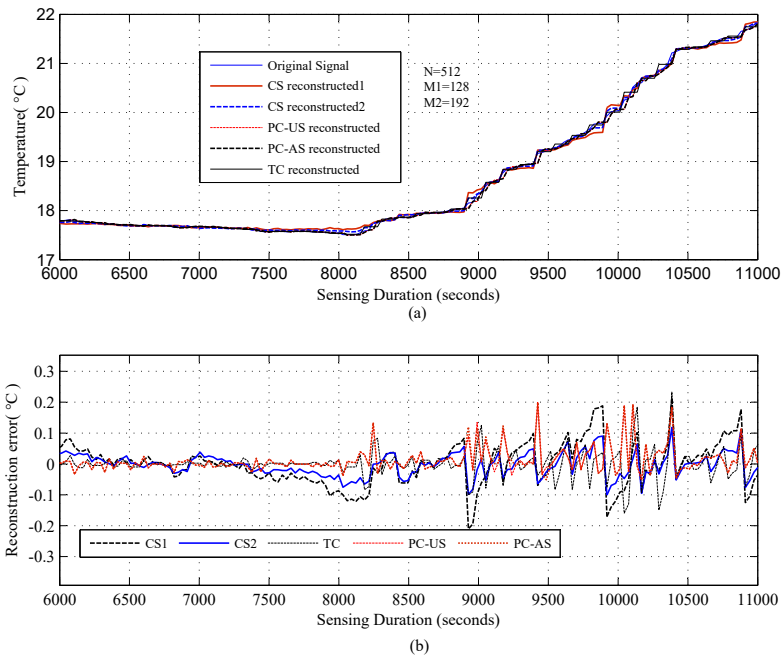 22
21
20
19
18
17
Temperature( °C)
Original Signal
CS reconstructed1
CS reconstructed2
PC-US reconstructed
PC-AS reconstructed
TC reconstructed
N=512
M1=128
M2=192
6000 6500 7000 7500 8000 8500 9000 9500 10000 10500 11000
Sensing Duration (seconds)
(a)
0.3
0.2
0.1
0
-0.1
-0.2
-0.3
Reconstruction error( °C )
CS1 CS2 TC PC-US PC-AS
6000 6500 7000 7500 8000 8500 9000 9500 10000 10500 11000
Sensing Duration (seconds)
(b)